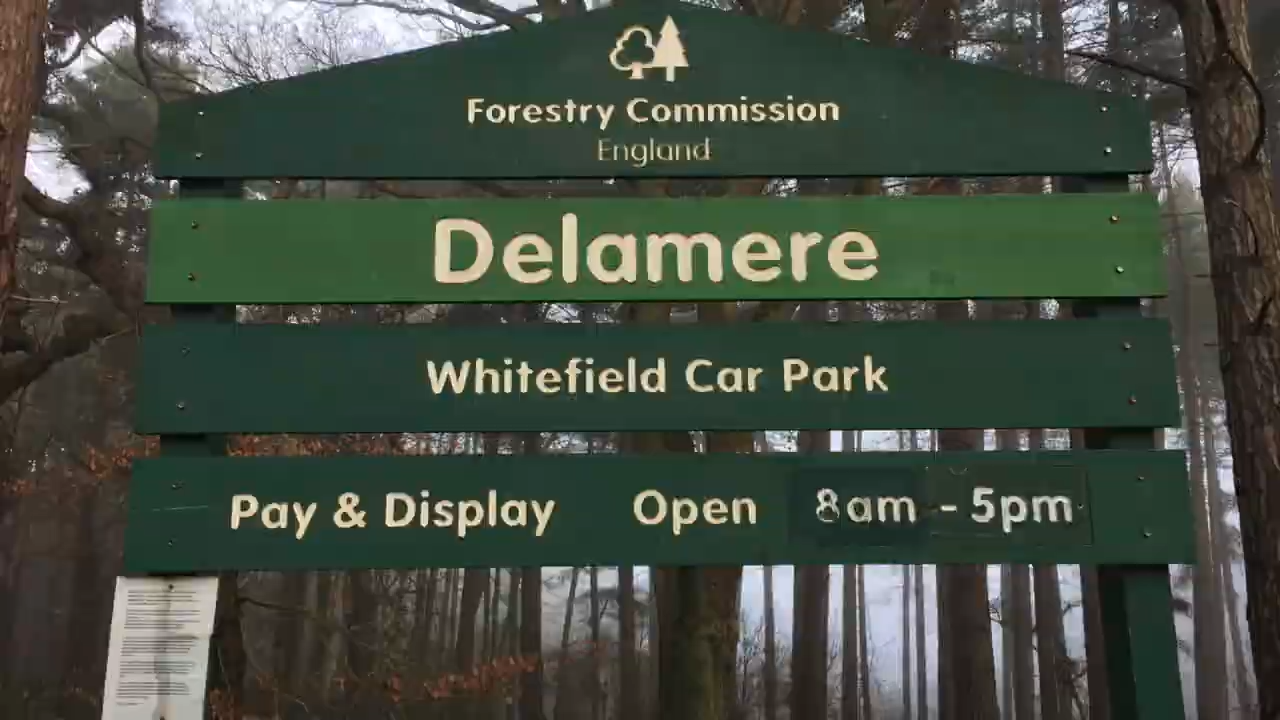 Forestry Commission
England
Delamere
Whitefield Car Park
Pay & Display Open 8am - 5pm